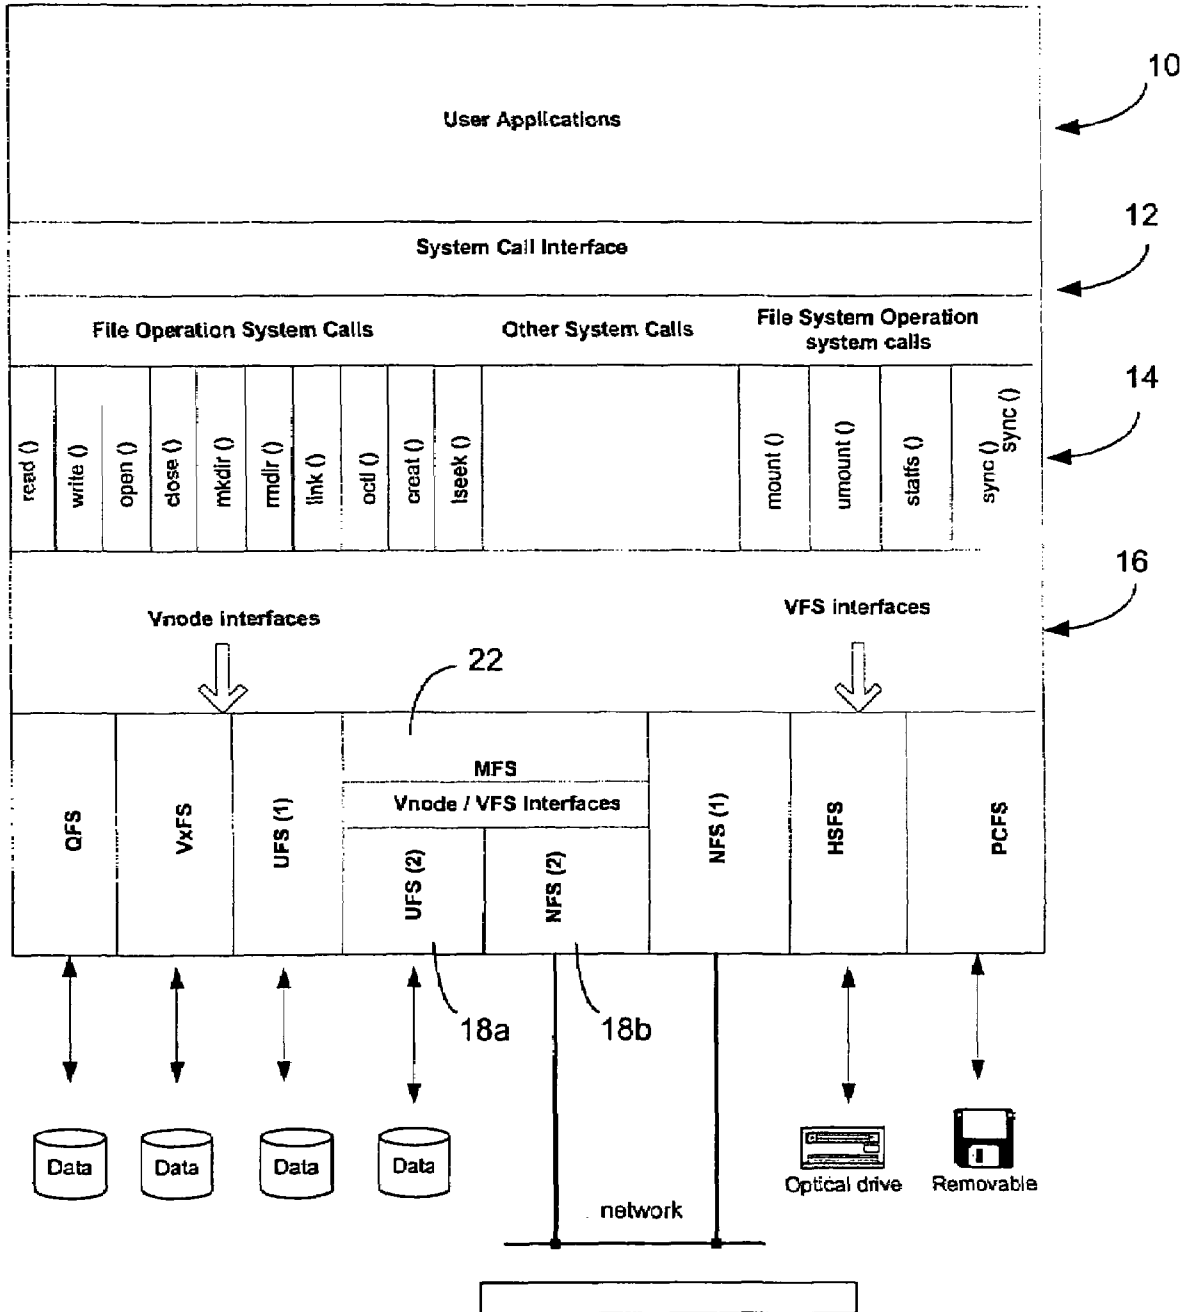 User Applications
10
System Call Interface
12
File Operation System Calls
Other System Calls
File System Operation
system calls
14
read ()
write ()
open ()
close ()
mkdir ()
rmdir ()
link ()
octl ()
creat ()
lseek ()
mount ()
umount ()
statfs ()
sync ()
sync ()
16
Vnode interfaces
VFS interfaces
22
QFS
VxFS
UFS (1)
MFS
Vnode / VFS Interfaces
UFS (2)
NFS (2)
NFS (1)
HSFS
PCFS
18a
18b
Data
Data
Data
Data
Optical drive
Removable
network